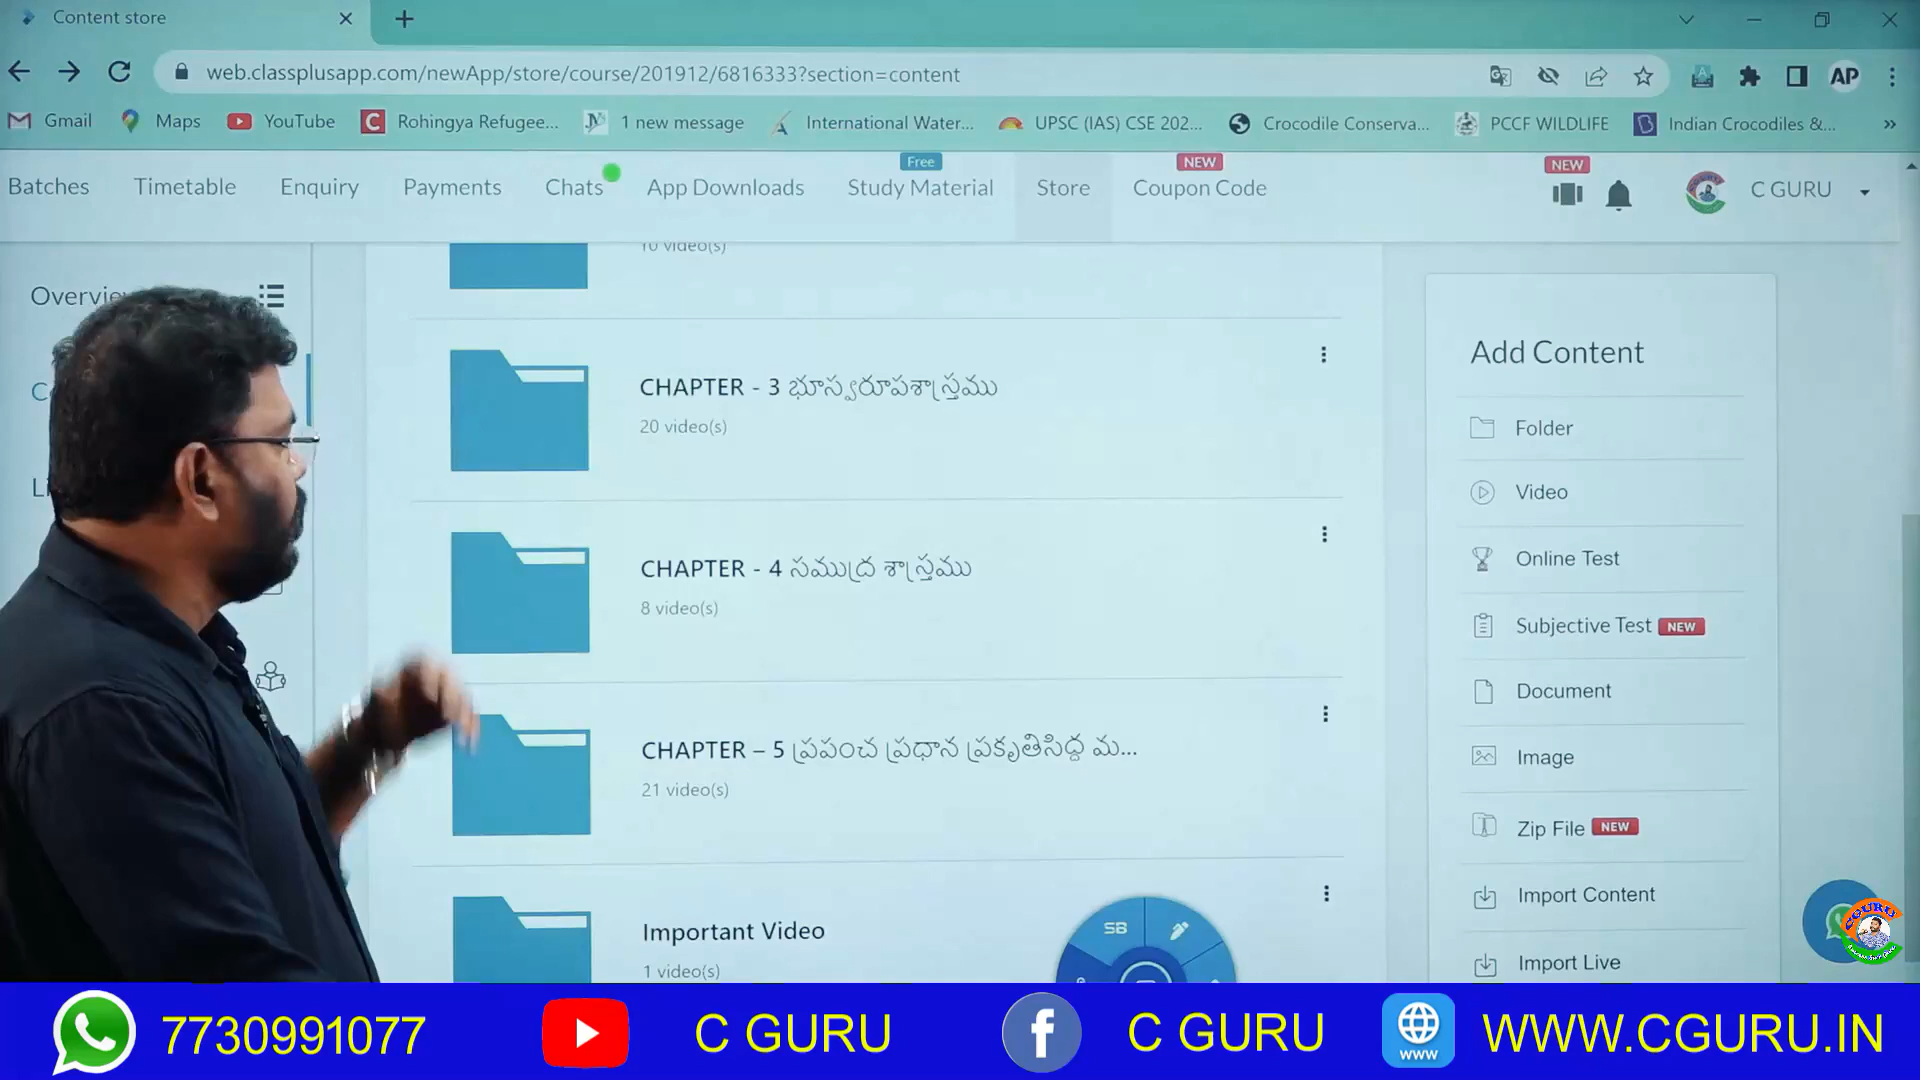 Content store
web.classplusapp.com/newApp/store/course/201912/6816333?section=content
AP
Gmail
Maps
YouTube
Rohingya Refugee...
1 new message
International Water...
UPSC (IAS) CSE 202...
Crocodile Conserva...
PCCF WILDLIFE
Indian Crocodiles &...
Batches
Timetable
Enquiry
Payments
Chats
App Downloads
Free
Study Material
Store
NEW
Coupon Code
NEW
C GURU
10 video(s)
CHAPTER - 3 భూస్వరూపశాస్త్రము
20 video(s)
CHAPTER - 4 సముద్ర శాస్త్రము
8 video(s)
CHAPTER – 5 ప్రపంచ ప్రధాన ప్రకృతిసిద్ధ మ...
21 video(s)
Important Video
1 video(s)
SB
Add Content
Folder
Video
Online Test
Subjective Test NEW
Document
Image
Zip File NEW
Import Content
Import Live
CGURU
7730991077
C GURU
C GURU
WWW
WWW.CGURU.IN